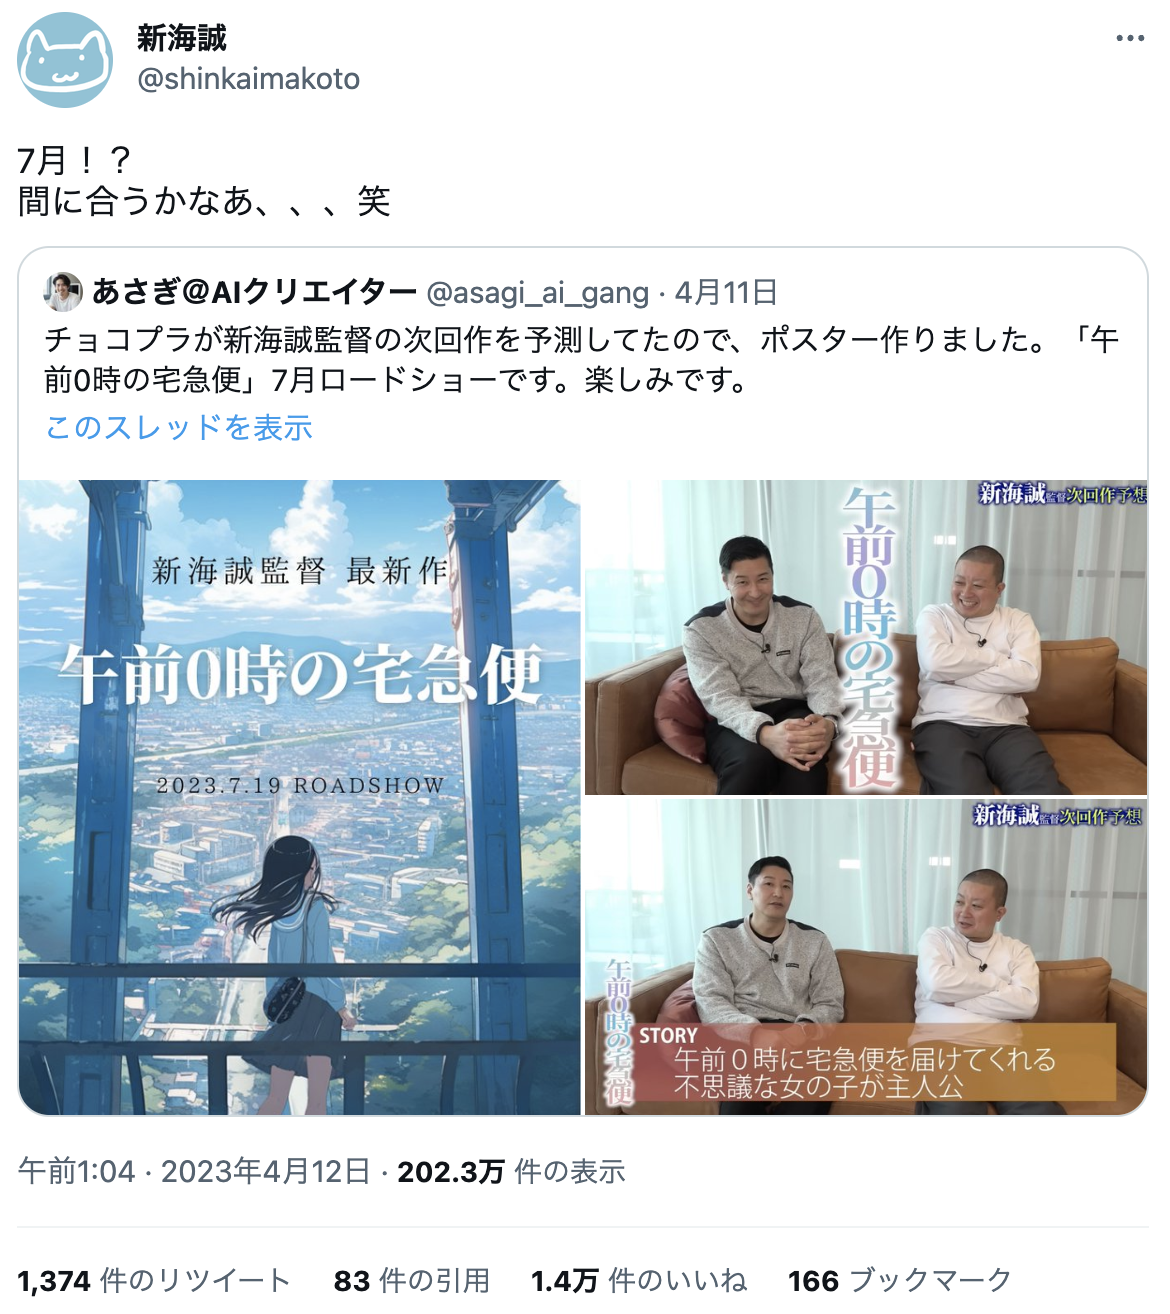 新海誠
@shinkaimakoto
7月！？
間に合うかなあ、、、笑
あさぎ@AIクリエイター @asagi_ai_gang · 4月11日
チョコプラが新海誠監督の次回作を予測してたので、ポスター作りました。「午
前0時の宅急便」7月ロードショーです。楽しみです。
このスレッドを表示
新海誠監督 最新作
午前0時の宅急便
2023.7.19 ROADSHOW
新海誠監督次回作予想
午前0時の宅急便
新海誠監督次回作予想
午前0時の宅急便
STORY
午前０時に宅急便を届けてくれる
不思議な女の子が主人公
午前1:04 · 2023年4月12日 · 202.3万 件の表示
1,374 件のリツイート 83 件の引用 1.4万 件のいいね 166 ブックマーク